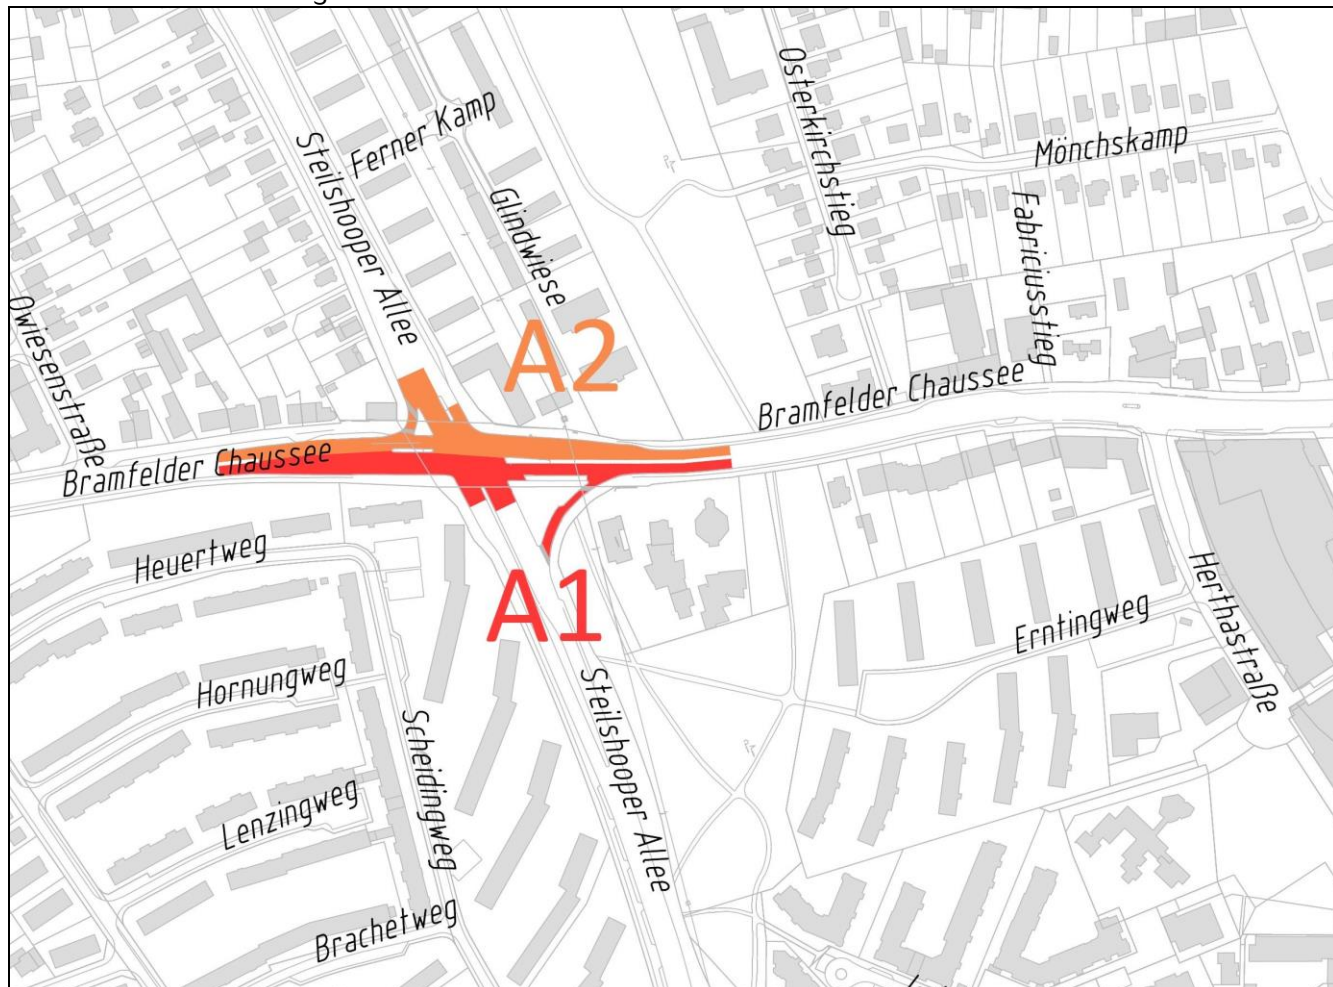 Osterkirchstieg
Ferner Kamp
Steilshooper Allee
Mönchskamp
Glindwiese
Fabriciusstieg
Owiesenstraße
A2
Bramfelder Chaussee
Bramfelder Chaussee
Heuertweg
A1
Herthastraße
Erntingweg
Hornungweg
Steilshooper Allee
Scheidingweg
Lenzingweg
Brachetweg